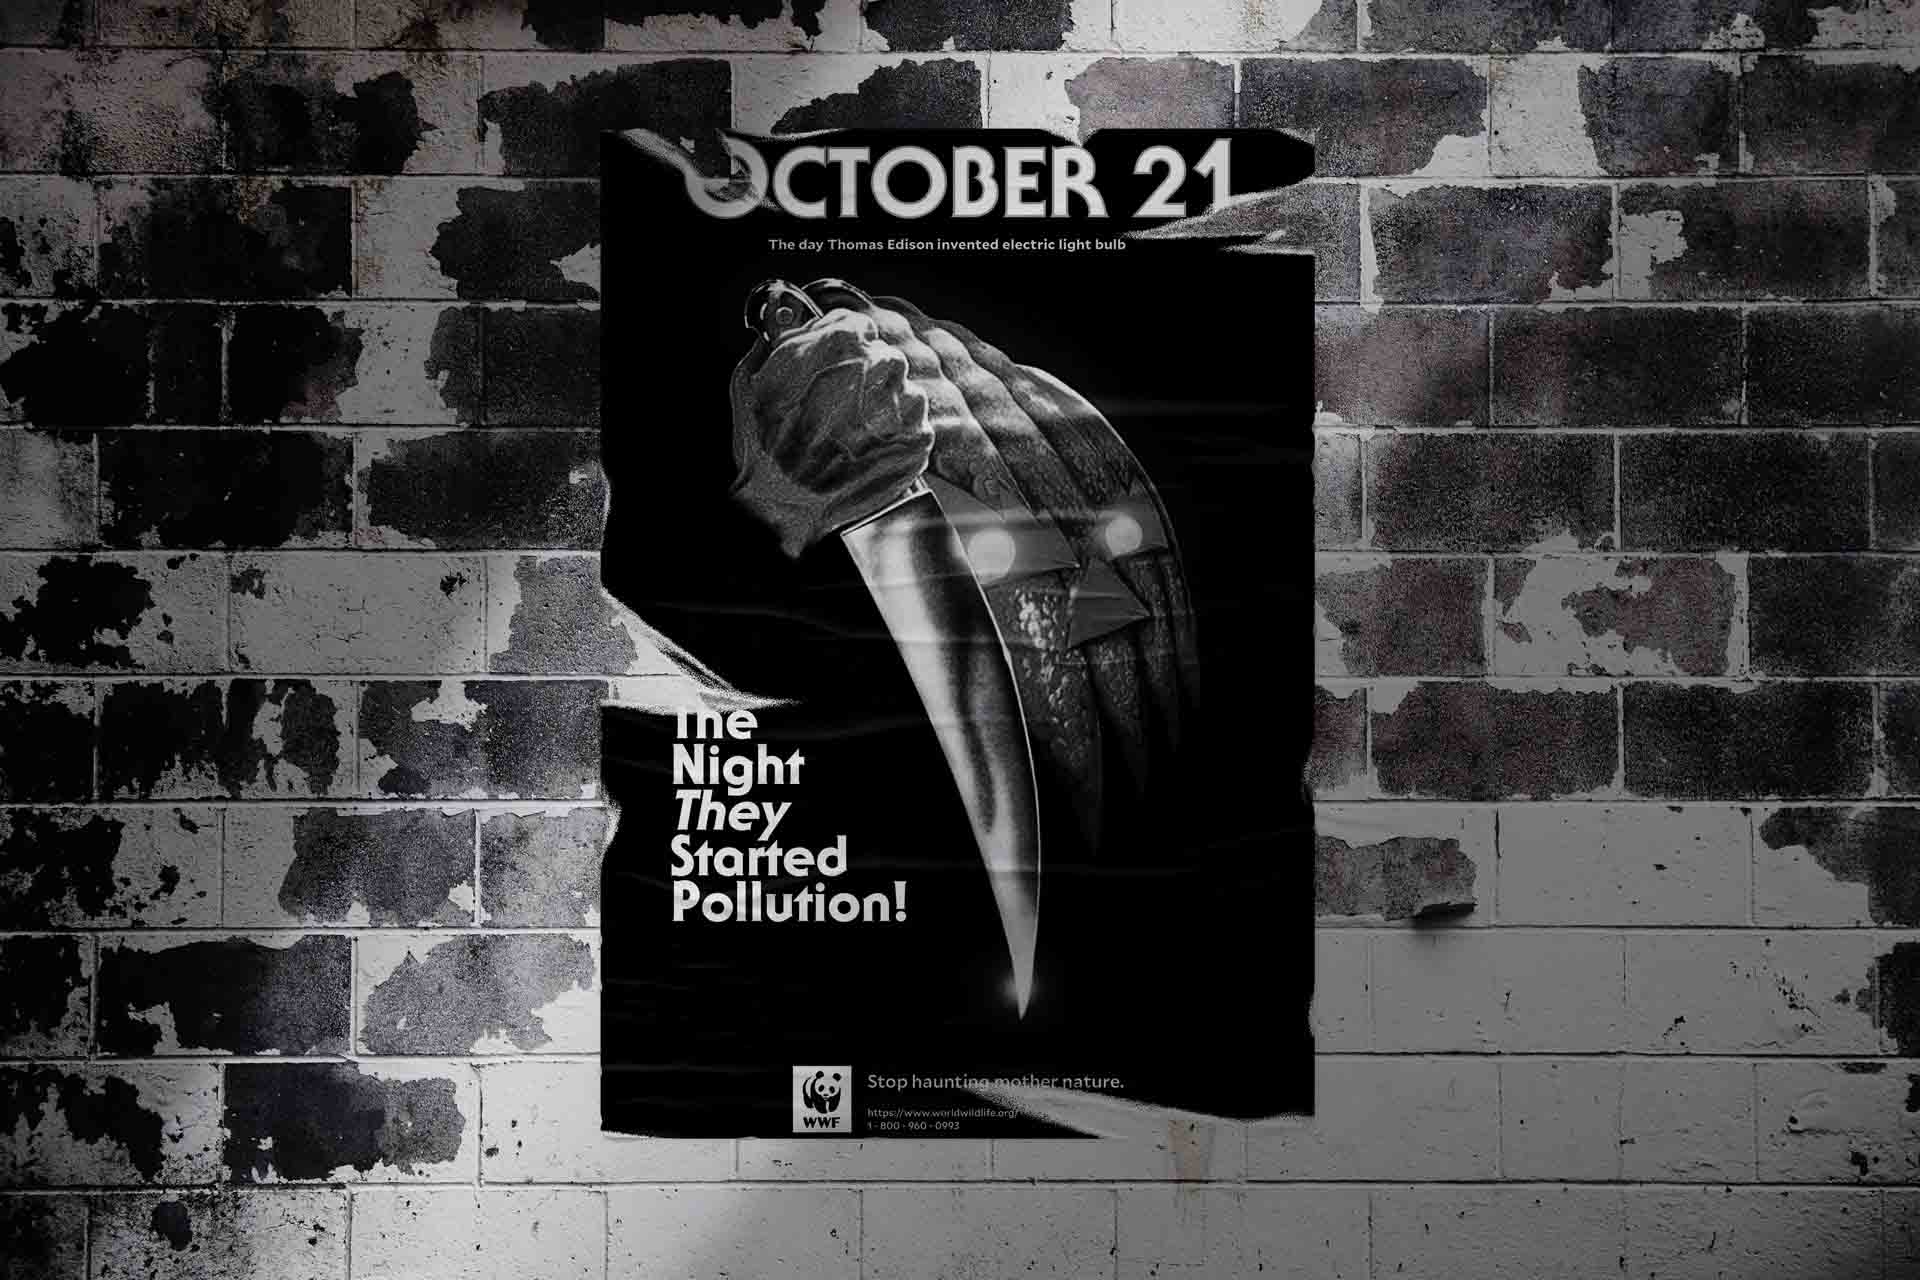 OCTOBER 21
The day Thomas Edison invented electric light bulb
The
Night
They
Started
Pollution!
WWF
Stop haunting mother nature.
https://www.worldwildlife.org/
1 - 800 - 960 - 0993